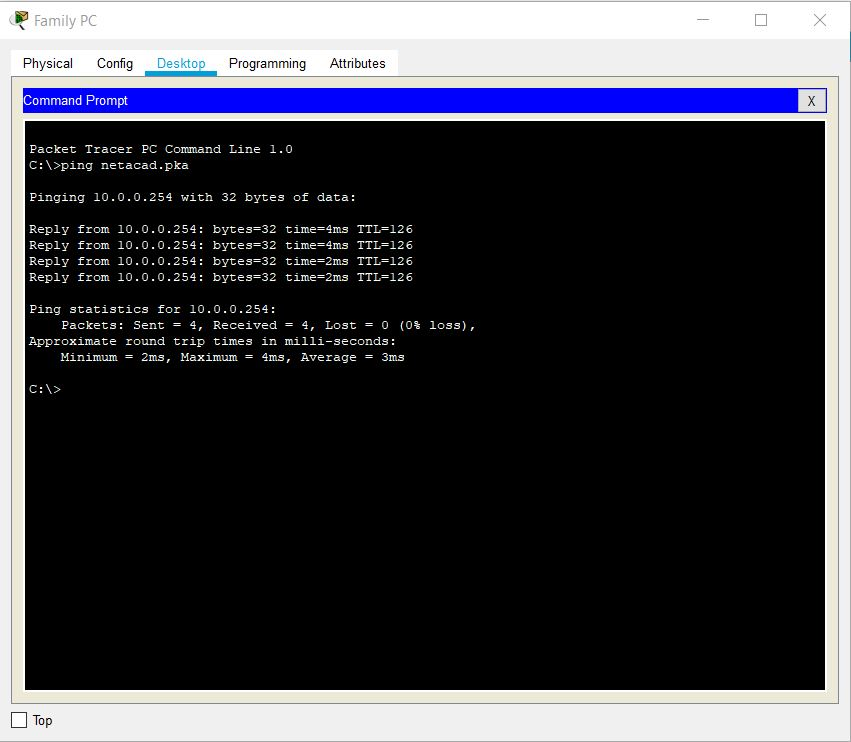 Family PC
Physical Config Desktop Programming Attributes
Command Prompt X
Packet Tracer PC Command Line 1.0
C:\>ping netacad.pka
Pinging 10.0.0.254 with 32 bytes of data:
Reply from 10.0.0.254: bytes=32 time=4ms TTL=126
Reply from 10.0.0.254: bytes=32 time=4ms TTL=126
Reply from 10.0.0.254: bytes=32 time=2ms TTL=126
Reply from 10.0.0.254: bytes=32 time=2ms TTL=126
Ping statistics for 10.0.0.254:
Packets: Sent = 4, Received = 4, Lost = 0 (0% loss),
Approximate round trip times in milli-seconds:
Minimum = 2ms, Maximum = 4ms, Average = 3ms
C:\>
Top